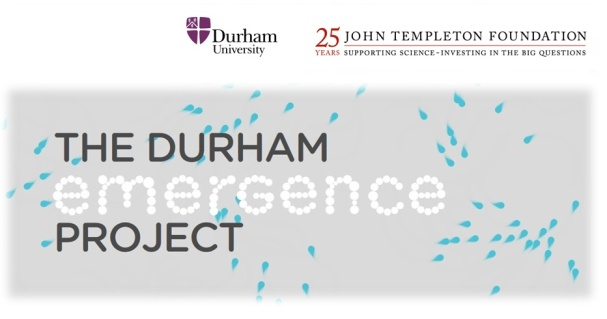 Durham
University
25 JOHN TEMPLETON FOUNDATION
YEARS SUPPORTING SCIENCE~INVESTING IN THE BIG QUESTIONS
THE DURHAM
emergence
PROJECT